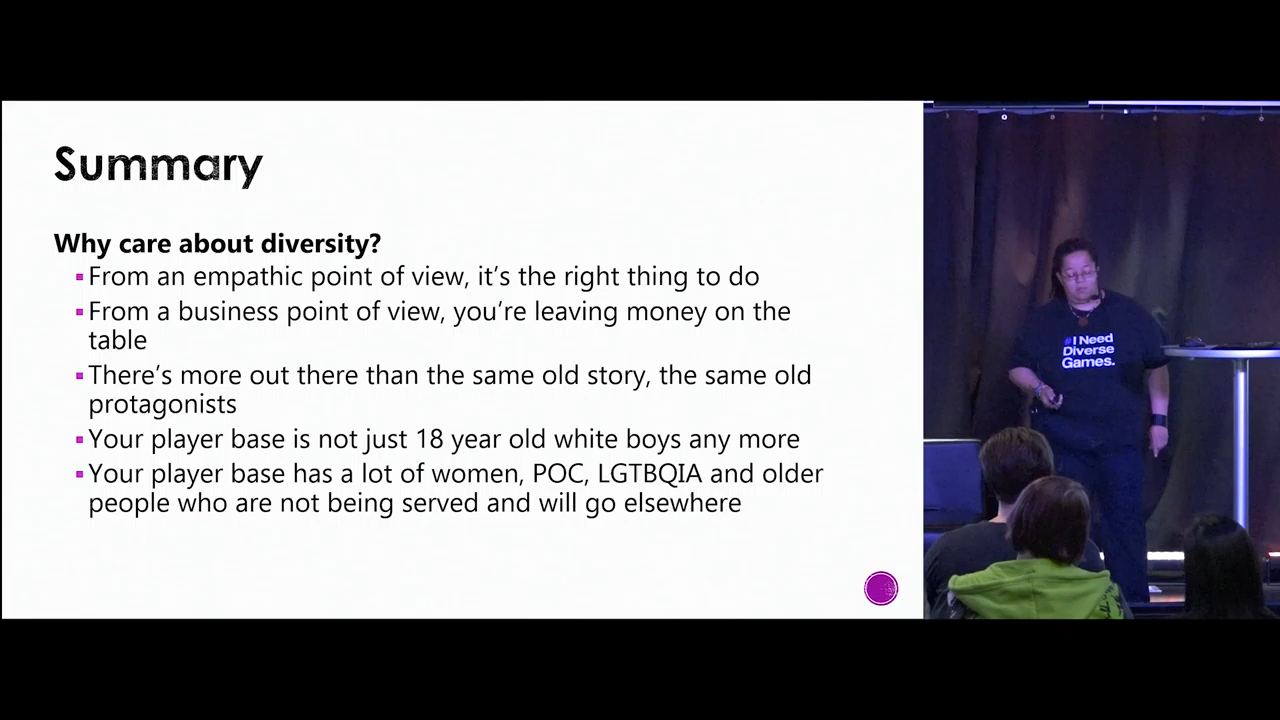 Summary
Why care about diversity?
From an empathic point of view, it's the right thing to do
From a business point of view, you're leaving money on the
table
There's more out there than the same old story, the same old
protagonists
Your player base is not just 18 year old white boys any more
Your player base has a lot of women, POC, LGTBQIA and older
people who are not being served and will go elsewhere
#I Need
Diverse
Games.